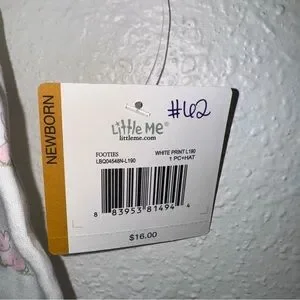 #62
Little Me®
littleme.com
NEWBORN
FOOTIES WHITE PRINT L190
LBQ04548N-L190 1 PC+HAT
8 83953 81494 4
$16.00